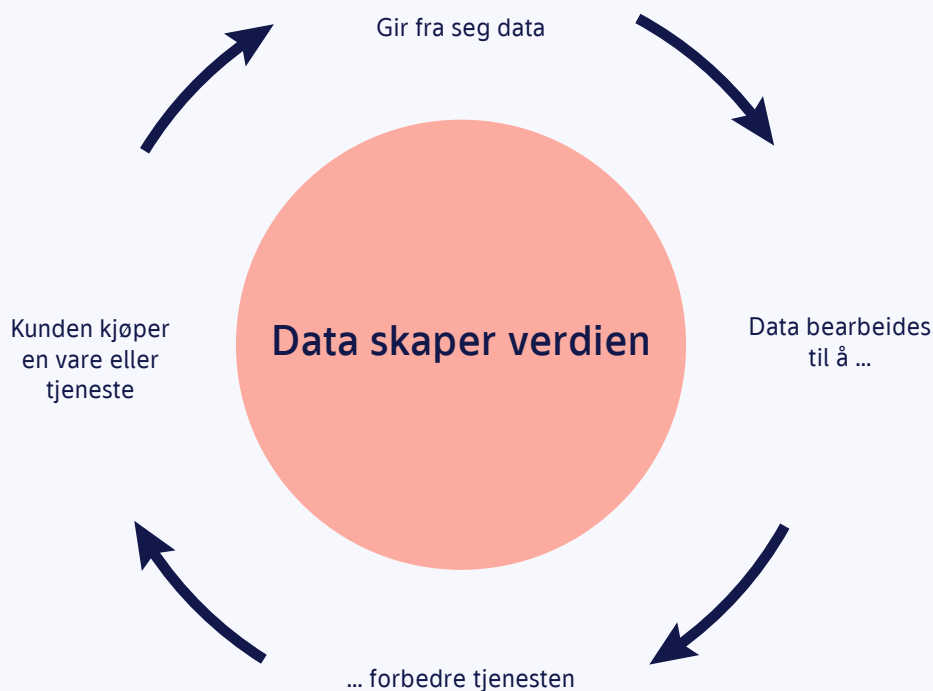 Gir fra seg data
Kunden kjøper
en vare eller
tjeneste
Data skaper verdien
Data bearbeides
til å ...
... forbedre tjenesten